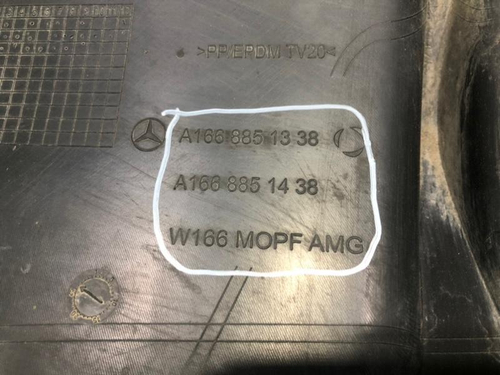 >PP/EPDM TV20<
A166 885 13 38
A166 885 14 38
W166 MOPF AMG